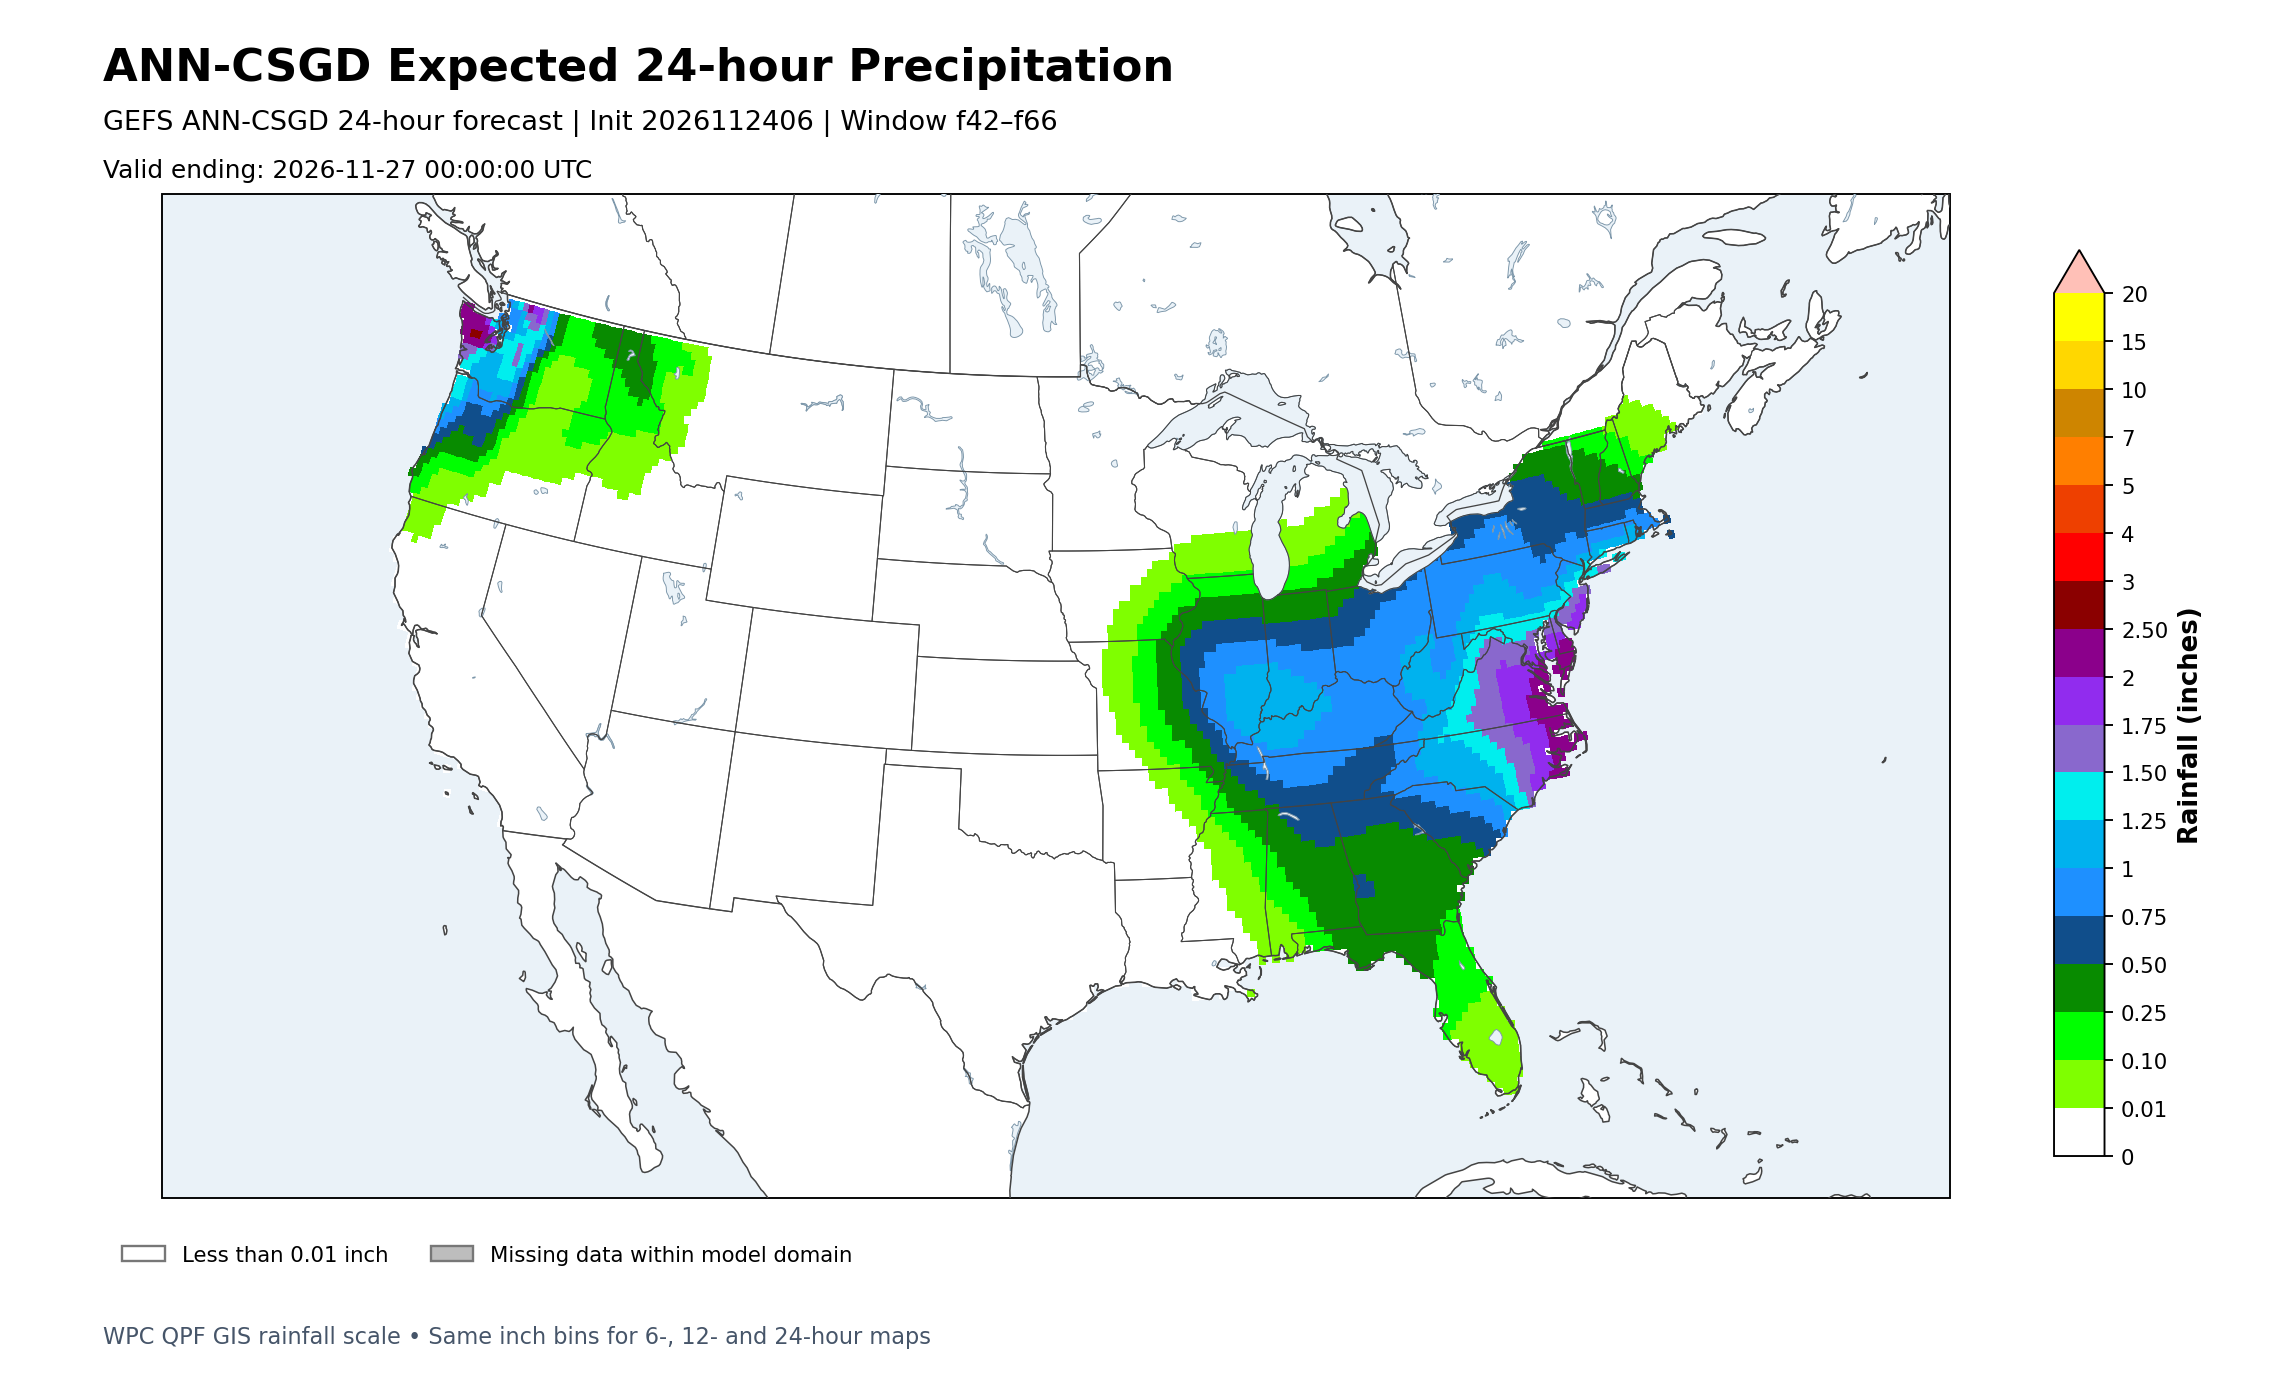 ANN-CSGD Expected 24-hour Precipitation
GEFS ANN-CSGD 24-hour forecast | Init 2026112406 | Window f42–f66
Valid ending: 2026-11-27 00:00:00 UTC
20
15
10
7
5
4
3
2.50
2
1.75
1.50
1.25
1
0.75
0.50
0.25
0.10
0.01
0
Rainfall (inches)
Less than 0.01 inch
Missing data within model domain
WPC QPF GIS rainfall scale • Same inch bins for 6-, 12- and 24-hour maps